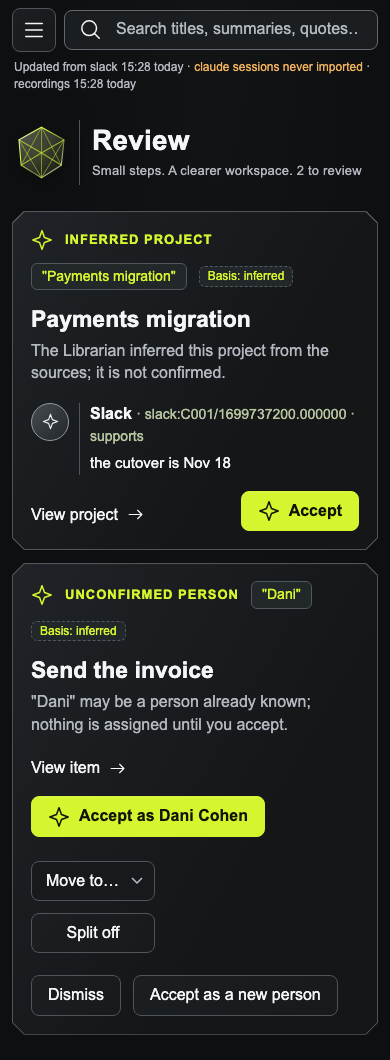 Search titles, summaries, quotes..
Updated from slack 15:28 today · claude sessions never imported ·
recordings 15:28 today
Review
Small steps. A clearer workspace. 2 to review
INFERRED PROJECT
"Payments migration"
Basis: inferred
Payments migration
The Librarian inferred this project from the
sources; it is not confirmed.
Slack · slack:C001/1699737200.000000 ·
supports
the cutover is Nov 18
View project →
Accept
UNCONFIRMED PERSON
"Dani"
Basis: inferred
Send the invoice
"Dani" may be a person already known;
nothing is assigned until you accept.
View item →
Accept as Dani Cohen
Move to…
Split off
Dismiss
Accept as a new person